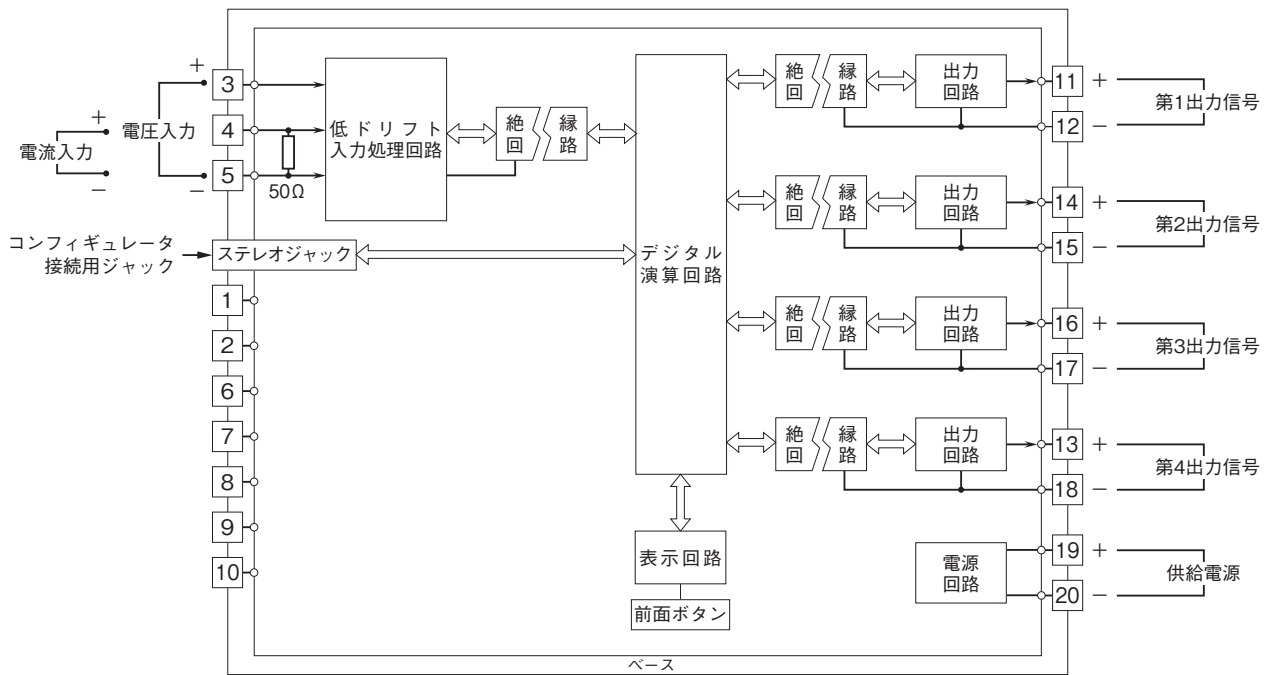 電流入力
+
−
電圧入力
+
−
3
4
5
50Ω
低ドリフト
入力処理回路
絶縁
回路
コンフィギュレータ
接続用ジャック
ステレオジャック
1
2
6
7
8
9
10
デジタル
演算回路
表示回路
前面ボタン
絶縁
回路
出力
回路
11 +
12 −
第1出力信号
絶縁
回路
出力
回路
14 +
15 −
第2出力信号
絶縁
回路
出力
回路
16 +
17 −
第3出力信号
絶縁
回路
出力
回路
13 +
18 −
第4出力信号
電源
回路
19 +
20 −
供給電源
ベース